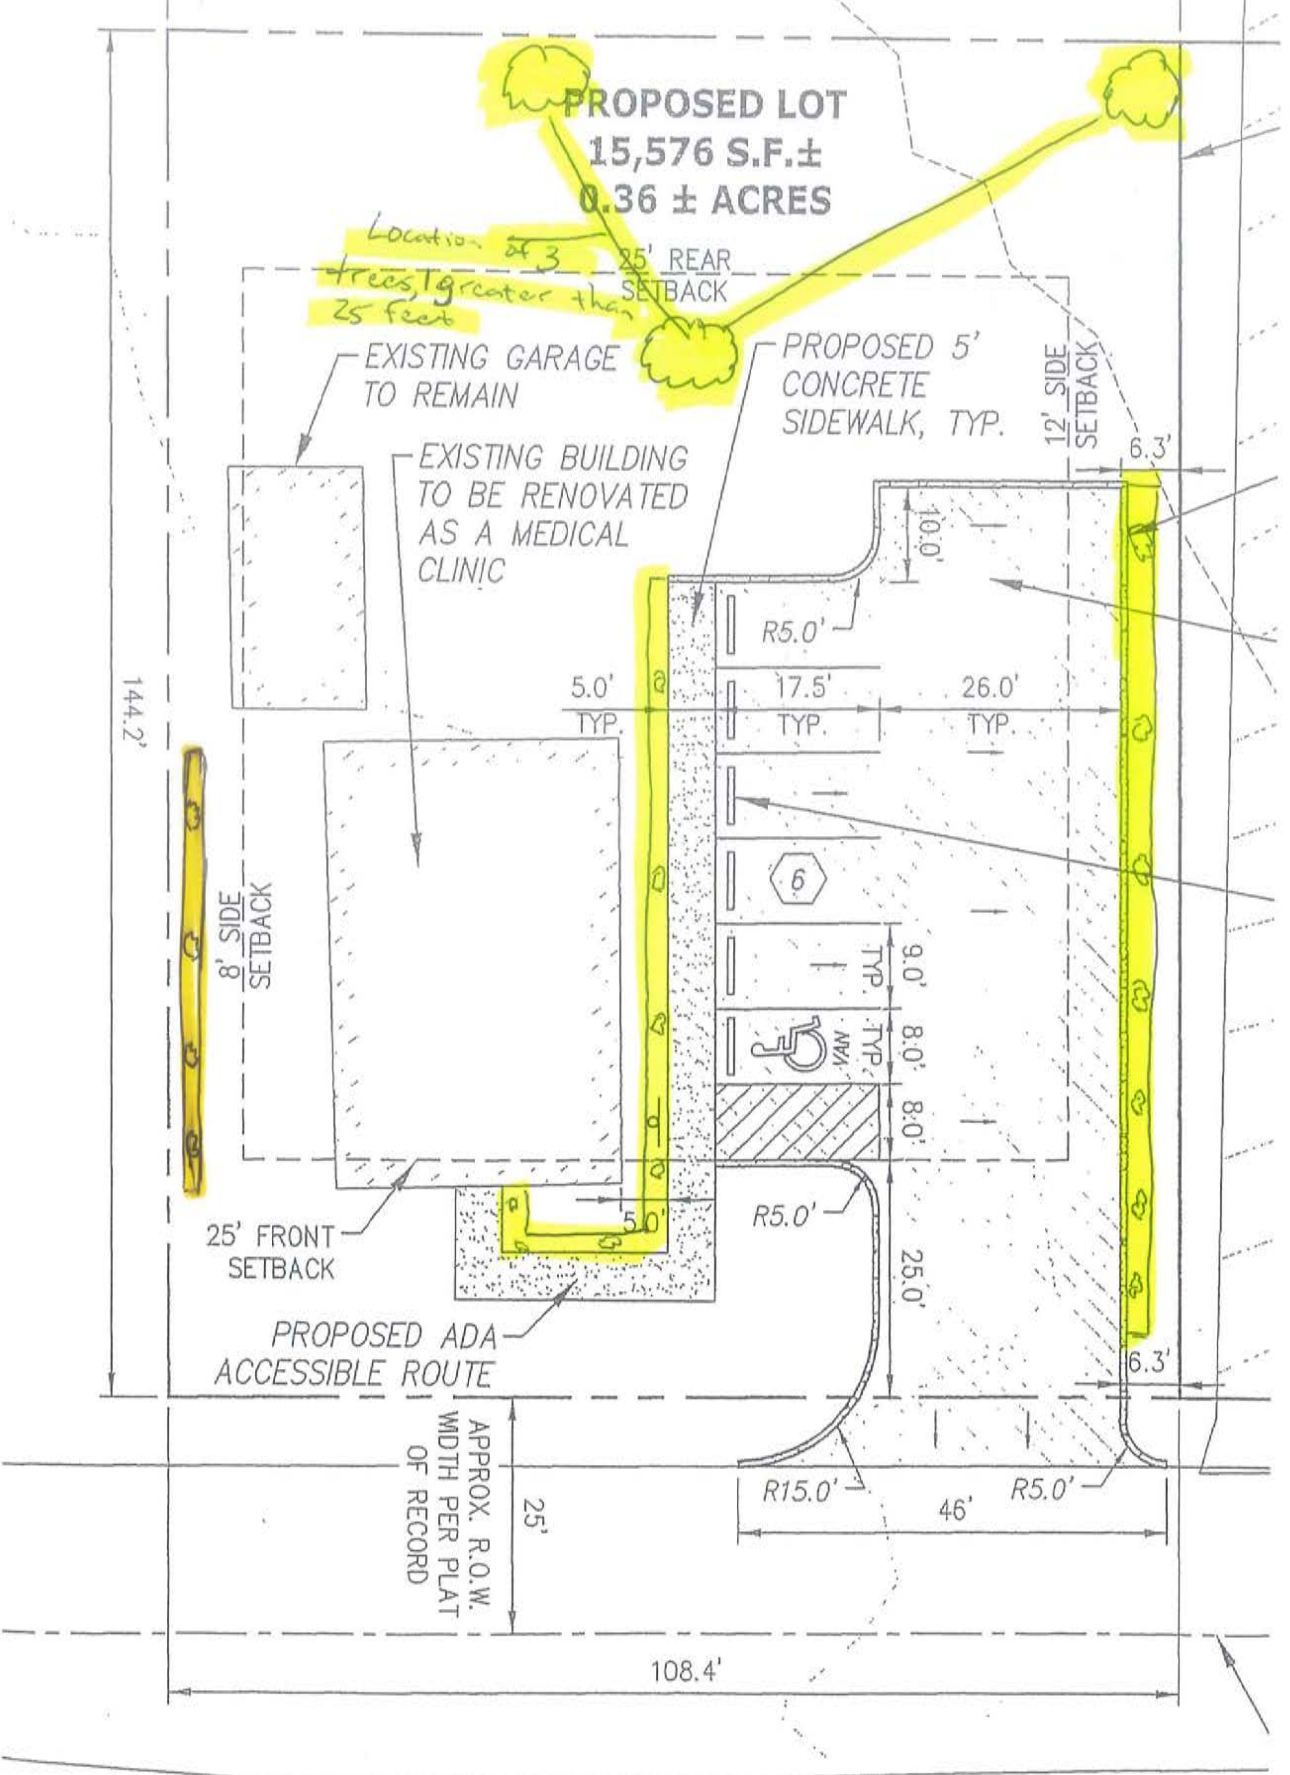 PROPOSED LOT
15,576 S.F.±
0.36 ± ACRES
Location of 3
trees, 1 greater than
25 feet
25' REAR
SETBACK
EXISTING GARAGE
TO REMAIN
PROPOSED 5'
CONCRETE
SIDEWALK, TYP.
12' SIDE
SETBACK
6.3'
EXISTING BUILDING
TO BE RENOVATED
AS A MEDICAL
CLINIC
10.0'
R5.0'
144.2'
5.0'
TYP.
17.5'
TYP.
26.0'
TYP.
6
8' SIDE
SETBACK
9.0'
TYP.
8.0'
TYP.
VAN
8.0'
5.0'
R5.0'
25' FRONT
SETBACK
25.0'
PROPOSED ADA
ACCESSIBLE ROUTE
6.3'
APPROX. R.O.W.
WIDTH PER PLAT
OF RECORD
25'
R15.0'
R5.0'
46'
108.4'